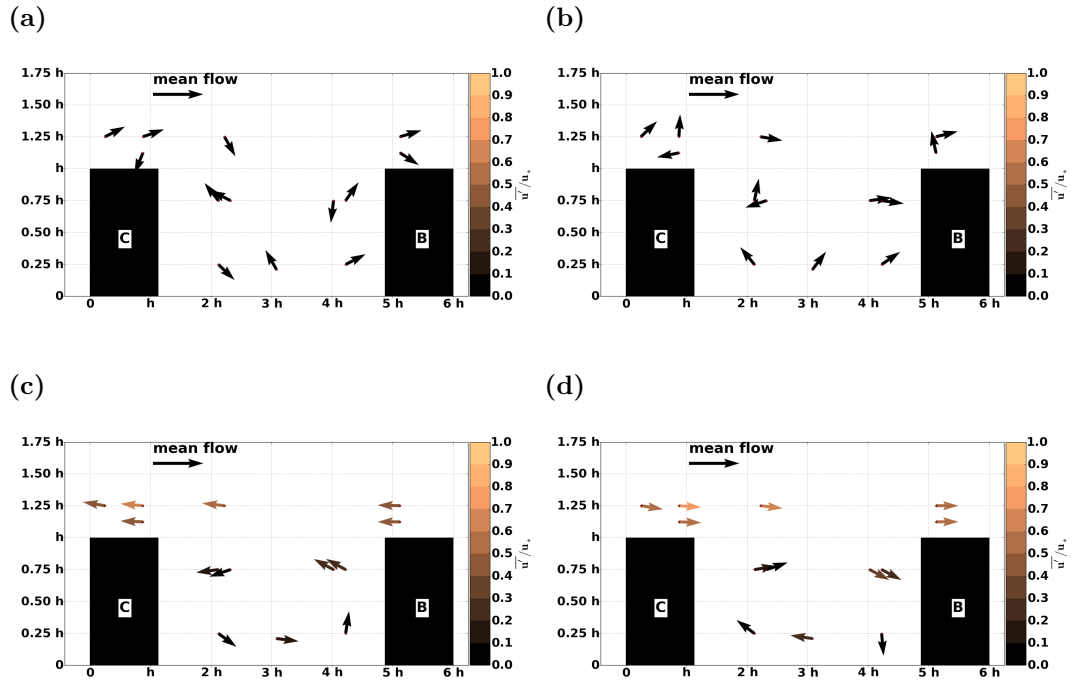 (a)
(b)
1.75 h
1.50 h
1.25 h
h
0.75 h
0.50 h
0.25 h
0
mean flow
C
B
0
h
2 h
3 h
4 h
5 h
6 h
1.0
0.9
0.8
0.7
0.6
0.5
0.4
0.3
0.2
0.1
0.0
u'/u*
1.75 h
1.50 h
1.25 h
h
0.75 h
0.50 h
0.25 h
0
mean flow
C
B
0
h
2 h
3 h
4 h
5 h
6 h
1.0
0.9
0.8
0.7
0.6
0.5
0.4
0.3
0.2
0.1
0.0
u'/u*
(c)
(d)
1.75 h
1.50 h
1.25 h
h
0.75 h
0.50 h
0.25 h
0
mean flow
C
B
0
h
2 h
3 h
4 h
5 h
6 h
1.0
0.9
0.8
0.7
0.6
0.5
0.4
0.3
0.2
0.1
0.0
u'/u*
1.75 h
1.50 h
1.25 h
h
0.75 h
0.50 h
0.25 h
0
mean flow
C
B
0
h
2 h
3 h
4 h
5 h
6 h
1.0
0.9
0.8
0.7
0.6
0.5
0.4
0.3
0.2
0.1
0.0
u'/u*